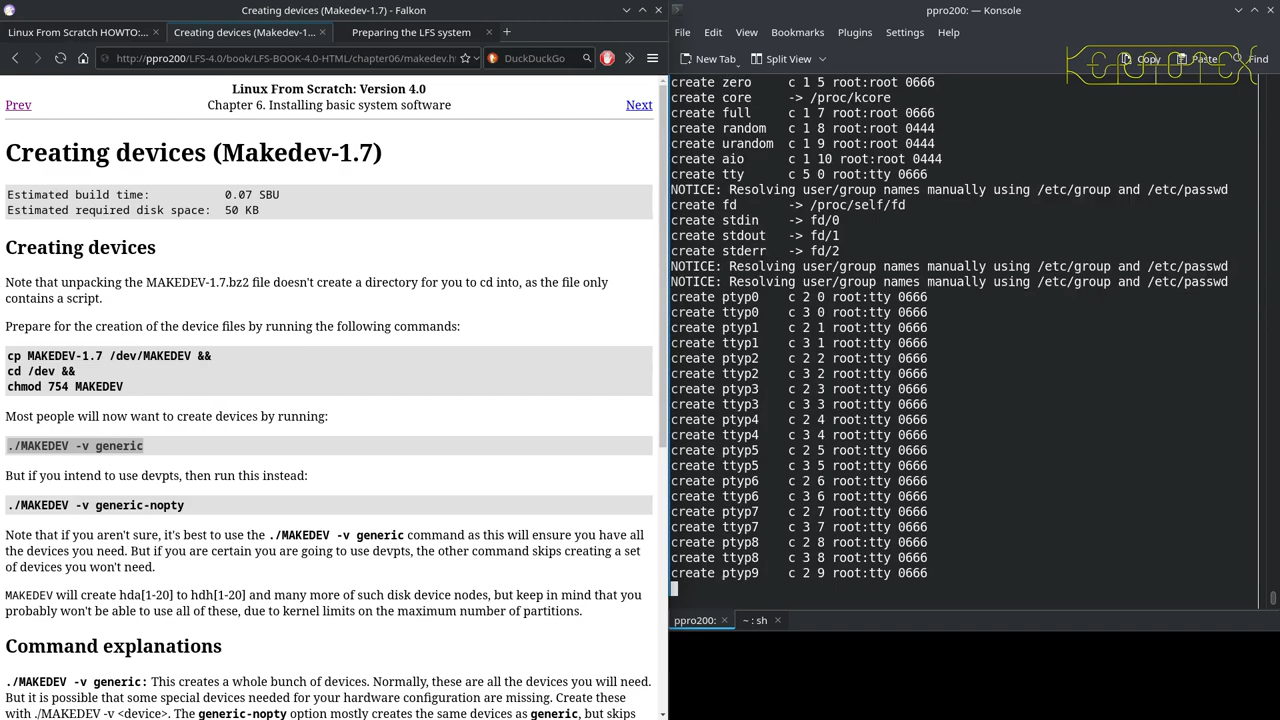 Creating devices (Makedev-1.7) - Falkon
Linux From Scratch HOWTO:...
Creating devices (Makedev-1...
Preparing the LFS system
http://ppro200/LFS-4.0/book/LFS-BOOK-4.0-HTML/chapter06/makedev.h
DuckDuckGo
Linux From Scratch: Version 4.0
Prev
Chapter 6. Installing basic system software
Next
Creating devices (Makedev-1.7)
Estimated build time: 0.07 SBU
Estimated required disk space: 50 KB
Creating devices
Note that unpacking the MAKEDEV-1.7.bz2 file doesn't create a directory for you to cd into, as the file only
contains a script.
Prepare for the creation of the device files by running the following commands:
cp MAKEDEV-1.7 /dev/MAKEDEV &&
cd /dev &&
chmod 754 MAKEDEV
Most people will now want to create devices by running:
./MAKEDEV -v generic
But if you intend to use devpts, then run this instead:
./MAKEDEV -v generic-nopty
Note that if you aren't sure, it's best to use the ./MAKEDEV -v generic command as this will ensure you have all
the devices you need. But if you are certain you are going to use devpts, the other command skips creating a set
of devices you won't need.
MAKEDEV will create hda[1-20] to hdh[1-20] and many more of such disk device nodes, but keep in mind that you
probably won't be able to use all of these, due to kernel limits on the maximum number of partitions.
Command explanations
./MAKEDEV -v generic: This creates a whole bunch of devices. Normally, these are all the devices you will need.
But it is possible that some special devices needed for your hardware configuration are missing. Create these
with ./MAKEDEV -v <device>. The generic-nopty option mostly creates the same devices as generic, but skips
ppro200: — Konsole
File Edit View Bookmarks Plugins Settings Help
New Tab Split View Copy Paste Find
create zero c 1 5 root:root 0666
create core -> /proc/kcore
create full c 1 7 root:root 0666
create random c 1 8 root:root 0444
create urandom c 1 9 root:root 0444
create aio c 1 10 root:root 0444
create tty c 5 0 root:tty 0666
NOTICE: Resolving user/group names manually using /etc/group and /etc/passwd
create fd -> /proc/self/fd
create stdin -> fd/0
create stdout -> fd/1
create stderr -> fd/2
NOTICE: Resolving user/group names manually using /etc/group and /etc/passwd
NOTICE: Resolving user/group names manually using /etc/group and /etc/passwd
create ptyp0 c 2 0 root:tty 0666
create ttyp0 c 3 0 root:tty 0666
create ptyp1 c 2 1 root:tty 0666
create ttyp1 c 3 1 root:tty 0666
create ptyp2 c 2 2 root:tty 0666
create ttyp2 c 3 2 root:tty 0666
create ptyp3 c 2 3 root:tty 0666
create ttyp3 c 3 3 root:tty 0666
create ptyp4 c 2 4 root:tty 0666
create ttyp4 c 3 4 root:tty 0666
create ptyp5 c 2 5 root:tty 0666
create ttyp5 c 3 5 root:tty 0666
create ptyp6 c 2 6 root:tty 0666
create ttyp6 c 3 6 root:tty 0666
create ptyp7 c 2 7 root:tty 0666
create ttyp7 c 3 7 root:tty 0666
create ptyp8 c 2 8 root:tty 0666
create ttyp8 c 3 8 root:tty 0666
create ptyp9 c 2 9 root:tty 0666
ppro200:
~ : sh